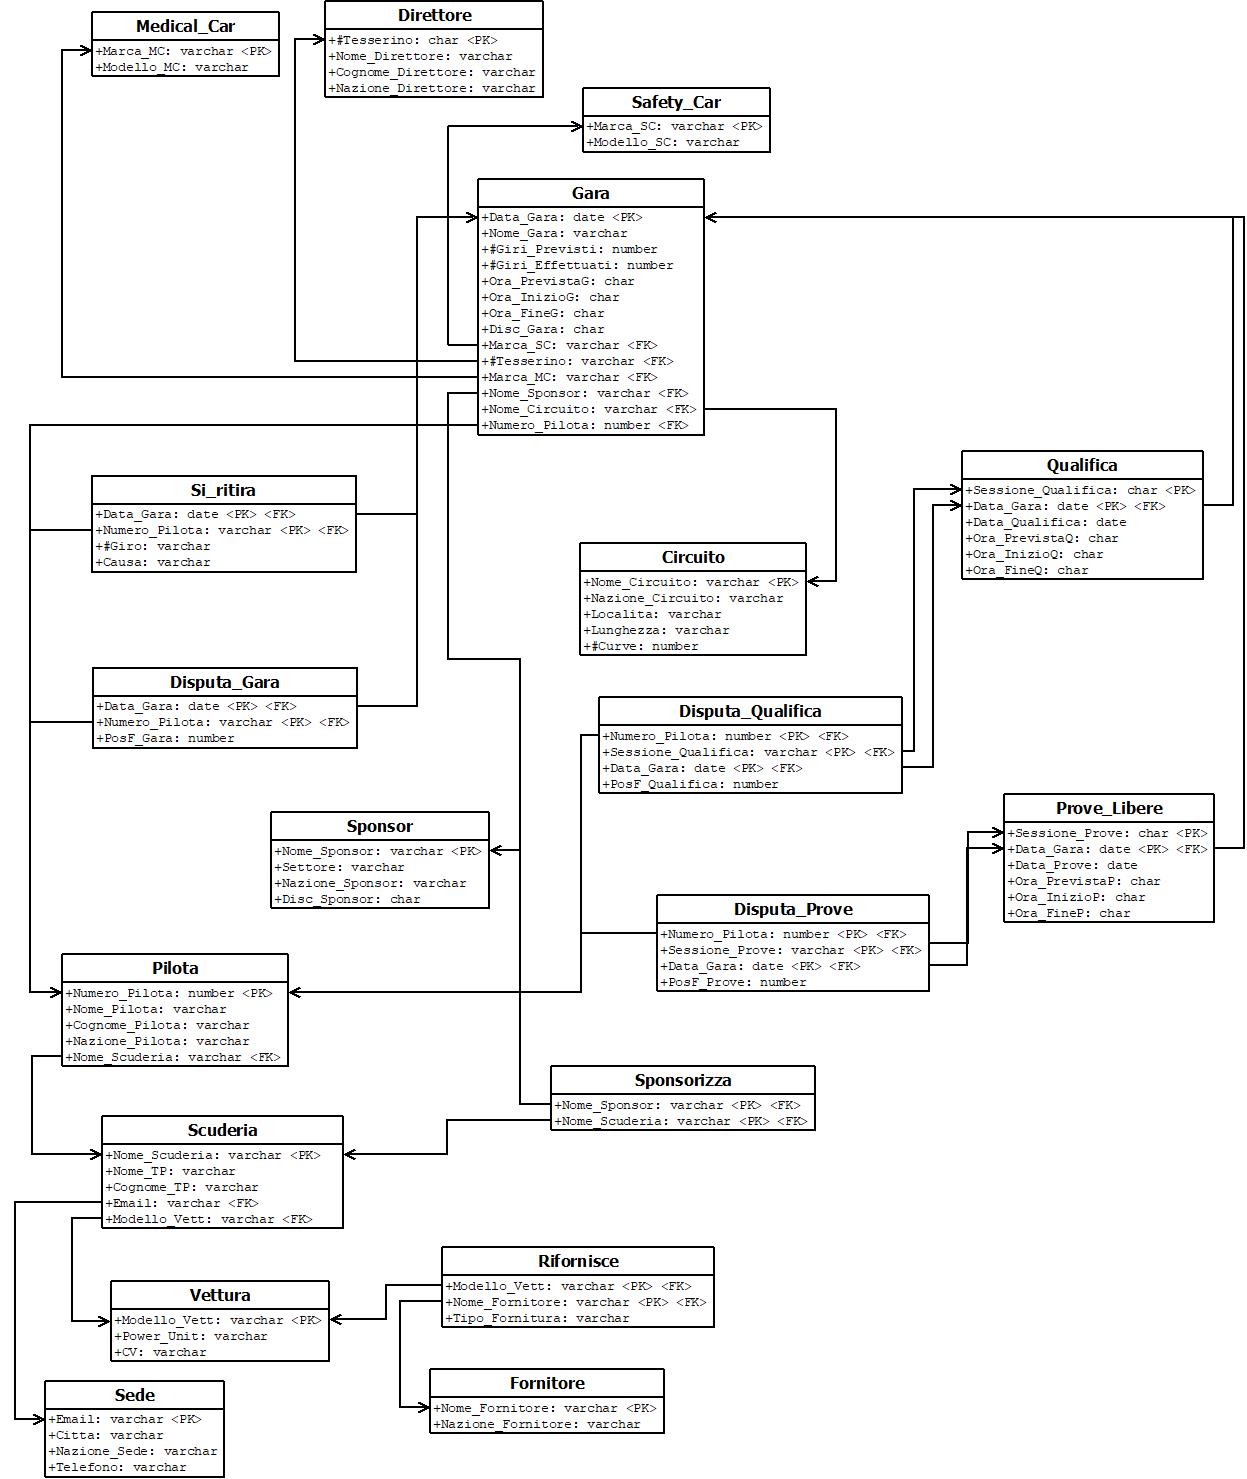 Medical_Car
+Marca_MC: varchar <PK>
+Modello_MC: varchar
Direttore
+#Tesserino: char <PK>
+Nome_Direttore: varchar
+Cognome_Direttore: varchar
+Nazione_Direttore: varchar
Safety_Car
+Marca_SC: varchar <PK>
+Modello_SC: varchar
Gara
+Data_Gara: date <PK>
+Nome_Gara: varchar
+#Giri_Previsti: number
+#Giri_Effettuati: number
+Ora_PrevistaG: char
+Ora_InizioG: char
+Ora_FineG: char
+Disc_Gara: char
+Marca_SC: varchar <FK>
+#Tesserino: varchar <FK>
+Marca_MC: varchar <FK>
+Nome_Sponsor: varchar <FK>
+Nome_Circuito: varchar <FK>
+Numero_Pilota: number <FK>
Si_ritira
+Data_Gara: date <PK> <FK>
+Numero_Pilota: varchar <PK> <FK>
+#Giro: varchar
+Causa: varchar
Qualifica
+Sessione_Qualifica: char <PK>
+Data_Gara: date <PK> <FK>
+Data_Qualifica: date
+Ora_PrevistaQ: char
+Ora_InizioQ: char
+Ora_FineQ: char
Circuito
+Nome_Circuito: varchar <PK>
+Nazione_Circuito: varchar
+Localita: varchar
+Lunghezza: varchar
+#Curve: number
Disputa_Gara
+Data_Gara: date <PK> <FK>
+Numero_Pilota: varchar <PK> <FK>
+PosF_Gara: number
Disputa_Qualifica
+Numero_Pilota: number <PK> <FK>
+Sessione_Qualifica: varchar <PK> <FK>
+Data_Gara: date <PK> <FK>
+PosF_Qualifica: number
Sponsor
+Nome_Sponsor: varchar <PK>
+Settore: varchar
+Nazione_Sponsor: varchar
+Disc_Sponsor: char
Prove_Libere
+Sessione_Prove: char <PK>
+Data_Gara: date <PK> <FK>
+Data_Prove: date
+Ora_PrevistaP: char
+Ora_InizioP: char
+Ora_FineP: char
Disputa_Prove
+Numero_Pilota: number <PK> <FK>
+Sessione_Prove: varchar <PK> <FK>
+Data_Gara: date <PK> <FK>
+PosF_Prove: number
Pilota
+Numero_Pilota: number <PK>
+Nome_Pilota: varchar
+Cognome_Pilota: varchar
+Nazione_Pilota: varchar
+Nome_Scuderia: varchar <FK>
Sponsorizza
+Nome_Sponsor: varchar <PK> <FK>
+Nome_Scuderia: varchar <PK> <FK>
Scuderia
+Nome_Scuderia: varchar <PK>
+Nome_TP: varchar
+Cognome_TP: varchar
+Email: varchar <FK>
+Modello_Vett: varchar <FK>
Rifornisce
+Modello_Vett: varchar <PK> <FK>
+Nome_Fornitore: varchar <PK> <FK>
+Tipo_Fornitura: varchar
Vettura
+Modello_Vett: varchar <PK>
+Power_Unit: varchar
+CV: varchar
Fornitore
+Nome_Fornitore: varchar <PK>
+Nazione_Fornitore: varchar
Sede
+Email: varchar <PK>
+Citta: varchar
+Nazione_Sede: varchar
+Telefono: varchar